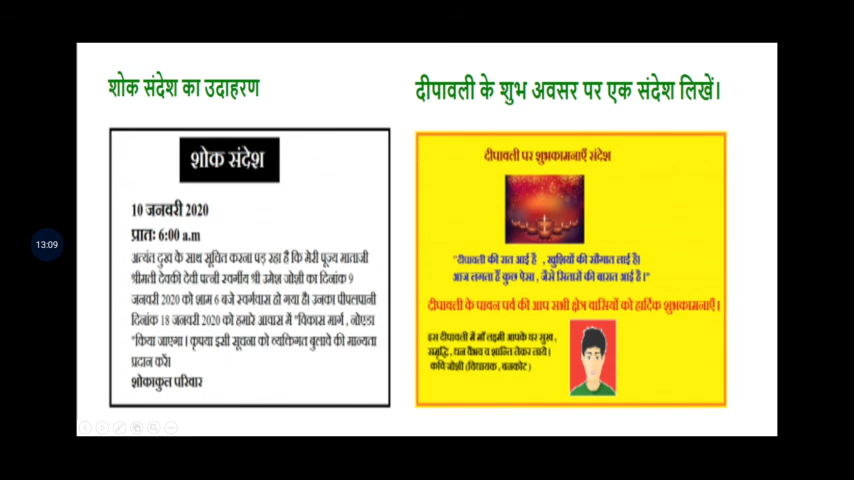 शोक संदेश का उदाहरण
शोक संदेश
10 जनवरी 2020
प्रातः 6:00 a.m
अत्यंत दुख के साथ सूचित करना पड़ रहा है कि मेरी पूज्य माताजी
श्रीमती देवकी देवी पत्नी स्वर्गीय श्री उमेश जोशी का दिनांक 9
जनवरी 2020 को शाम 6 बजे स्वर्गवास हो गया है। उनका पीपलपानी
दिनांक 18 जनवरी 2020 को हमारे आवास में "विकास मार्ग , नोएडा
"किया जाएगा। कृपया इसी सूचना को व्यक्तिगत बुलावे की मान्यता
प्रदान करें।
शोकाकुल परिवार
दीपावली के शुभ अवसर पर एक संदेश लिखें।
दीपावली पर शुभकामनाएँ संदेश
"दीपावली की रात आई है , खुशियों की सौगात लाई है।
आज लगता हैं कुछ ऐसा , जैसे सितारों की बारात आई है।"
दीपावली के पावन पर्व की आप सभी क्षेत्र वासियों को हार्दिक शुभकामनाएँ।
इस दीपावली में माँ लक्ष्मी आपके घर सुख ,
समृद्धि , धन वैभव व शान्ति लेकर लाये।
कवि जोशी (विधायक , बनकोट )
13:09